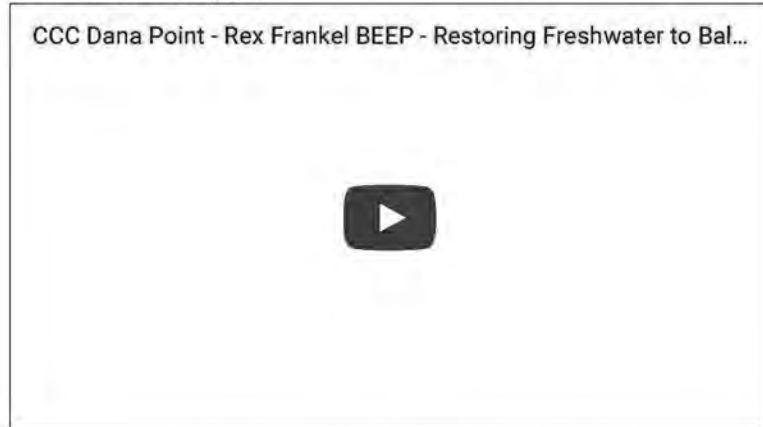 CCC Dana Point - Rex Frankel BEEP - Restoring Freshwater to Bal...